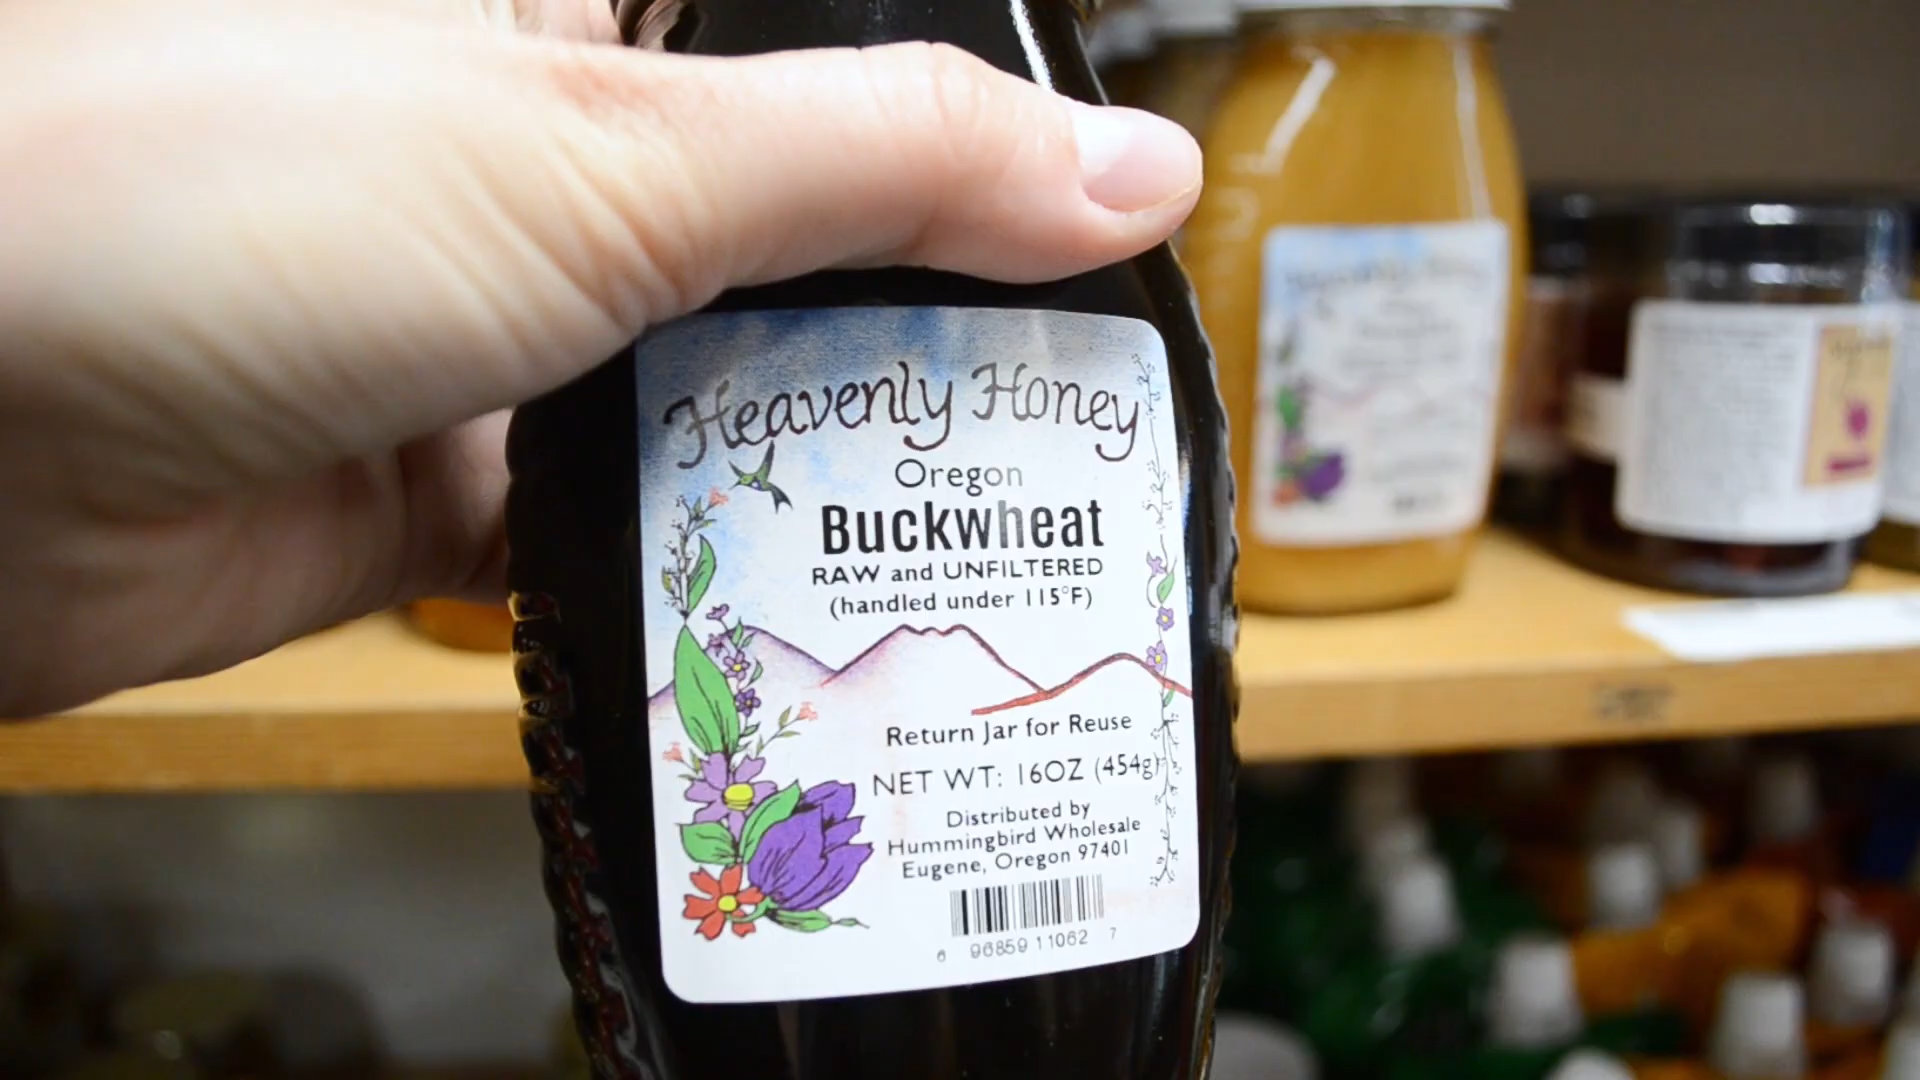 Heavenly Honey
Oregon
Buckwheat
RAW and UNFILTERED
(handled under 115°F)
Return Jar for Reuse
NET WT: 16OZ (454g)
Distributed by
Hummingbird Wholesale
Eugene, Oregon 97401
6 96859 11062 7